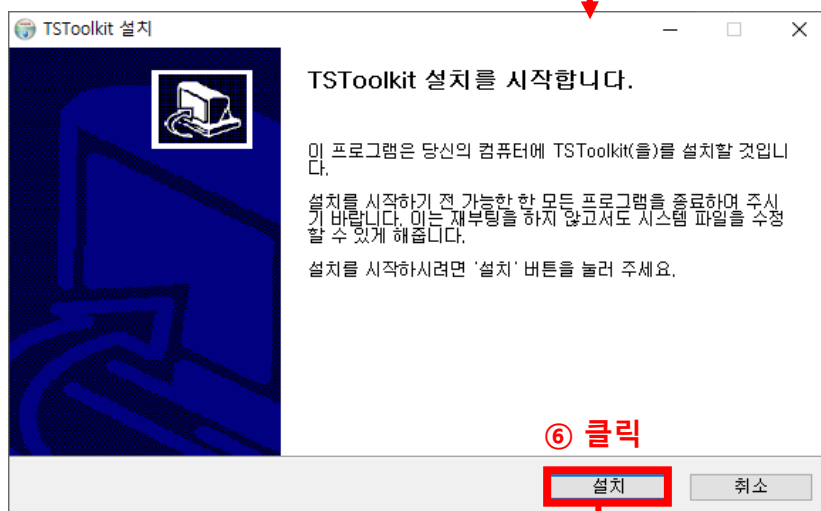 TSToolkit 설치
TSToolkit 설치를 시작합니다.
이 프로그램은 당신의 컴퓨터에 TSToolkit(을)를 설치할 것입니
다.
설치를 시작하기 전 가능한 한 모든 프로그램을 종료하여 주시
기 바랍니다. 이는 재부팅을 하지 않고서도 시스템 파일을 수정
할 수 있게 해줍니다.
설치를 시작하시려면 '설치' 버튼을 눌러 주세요.
⑥ 클릭
설치
취소